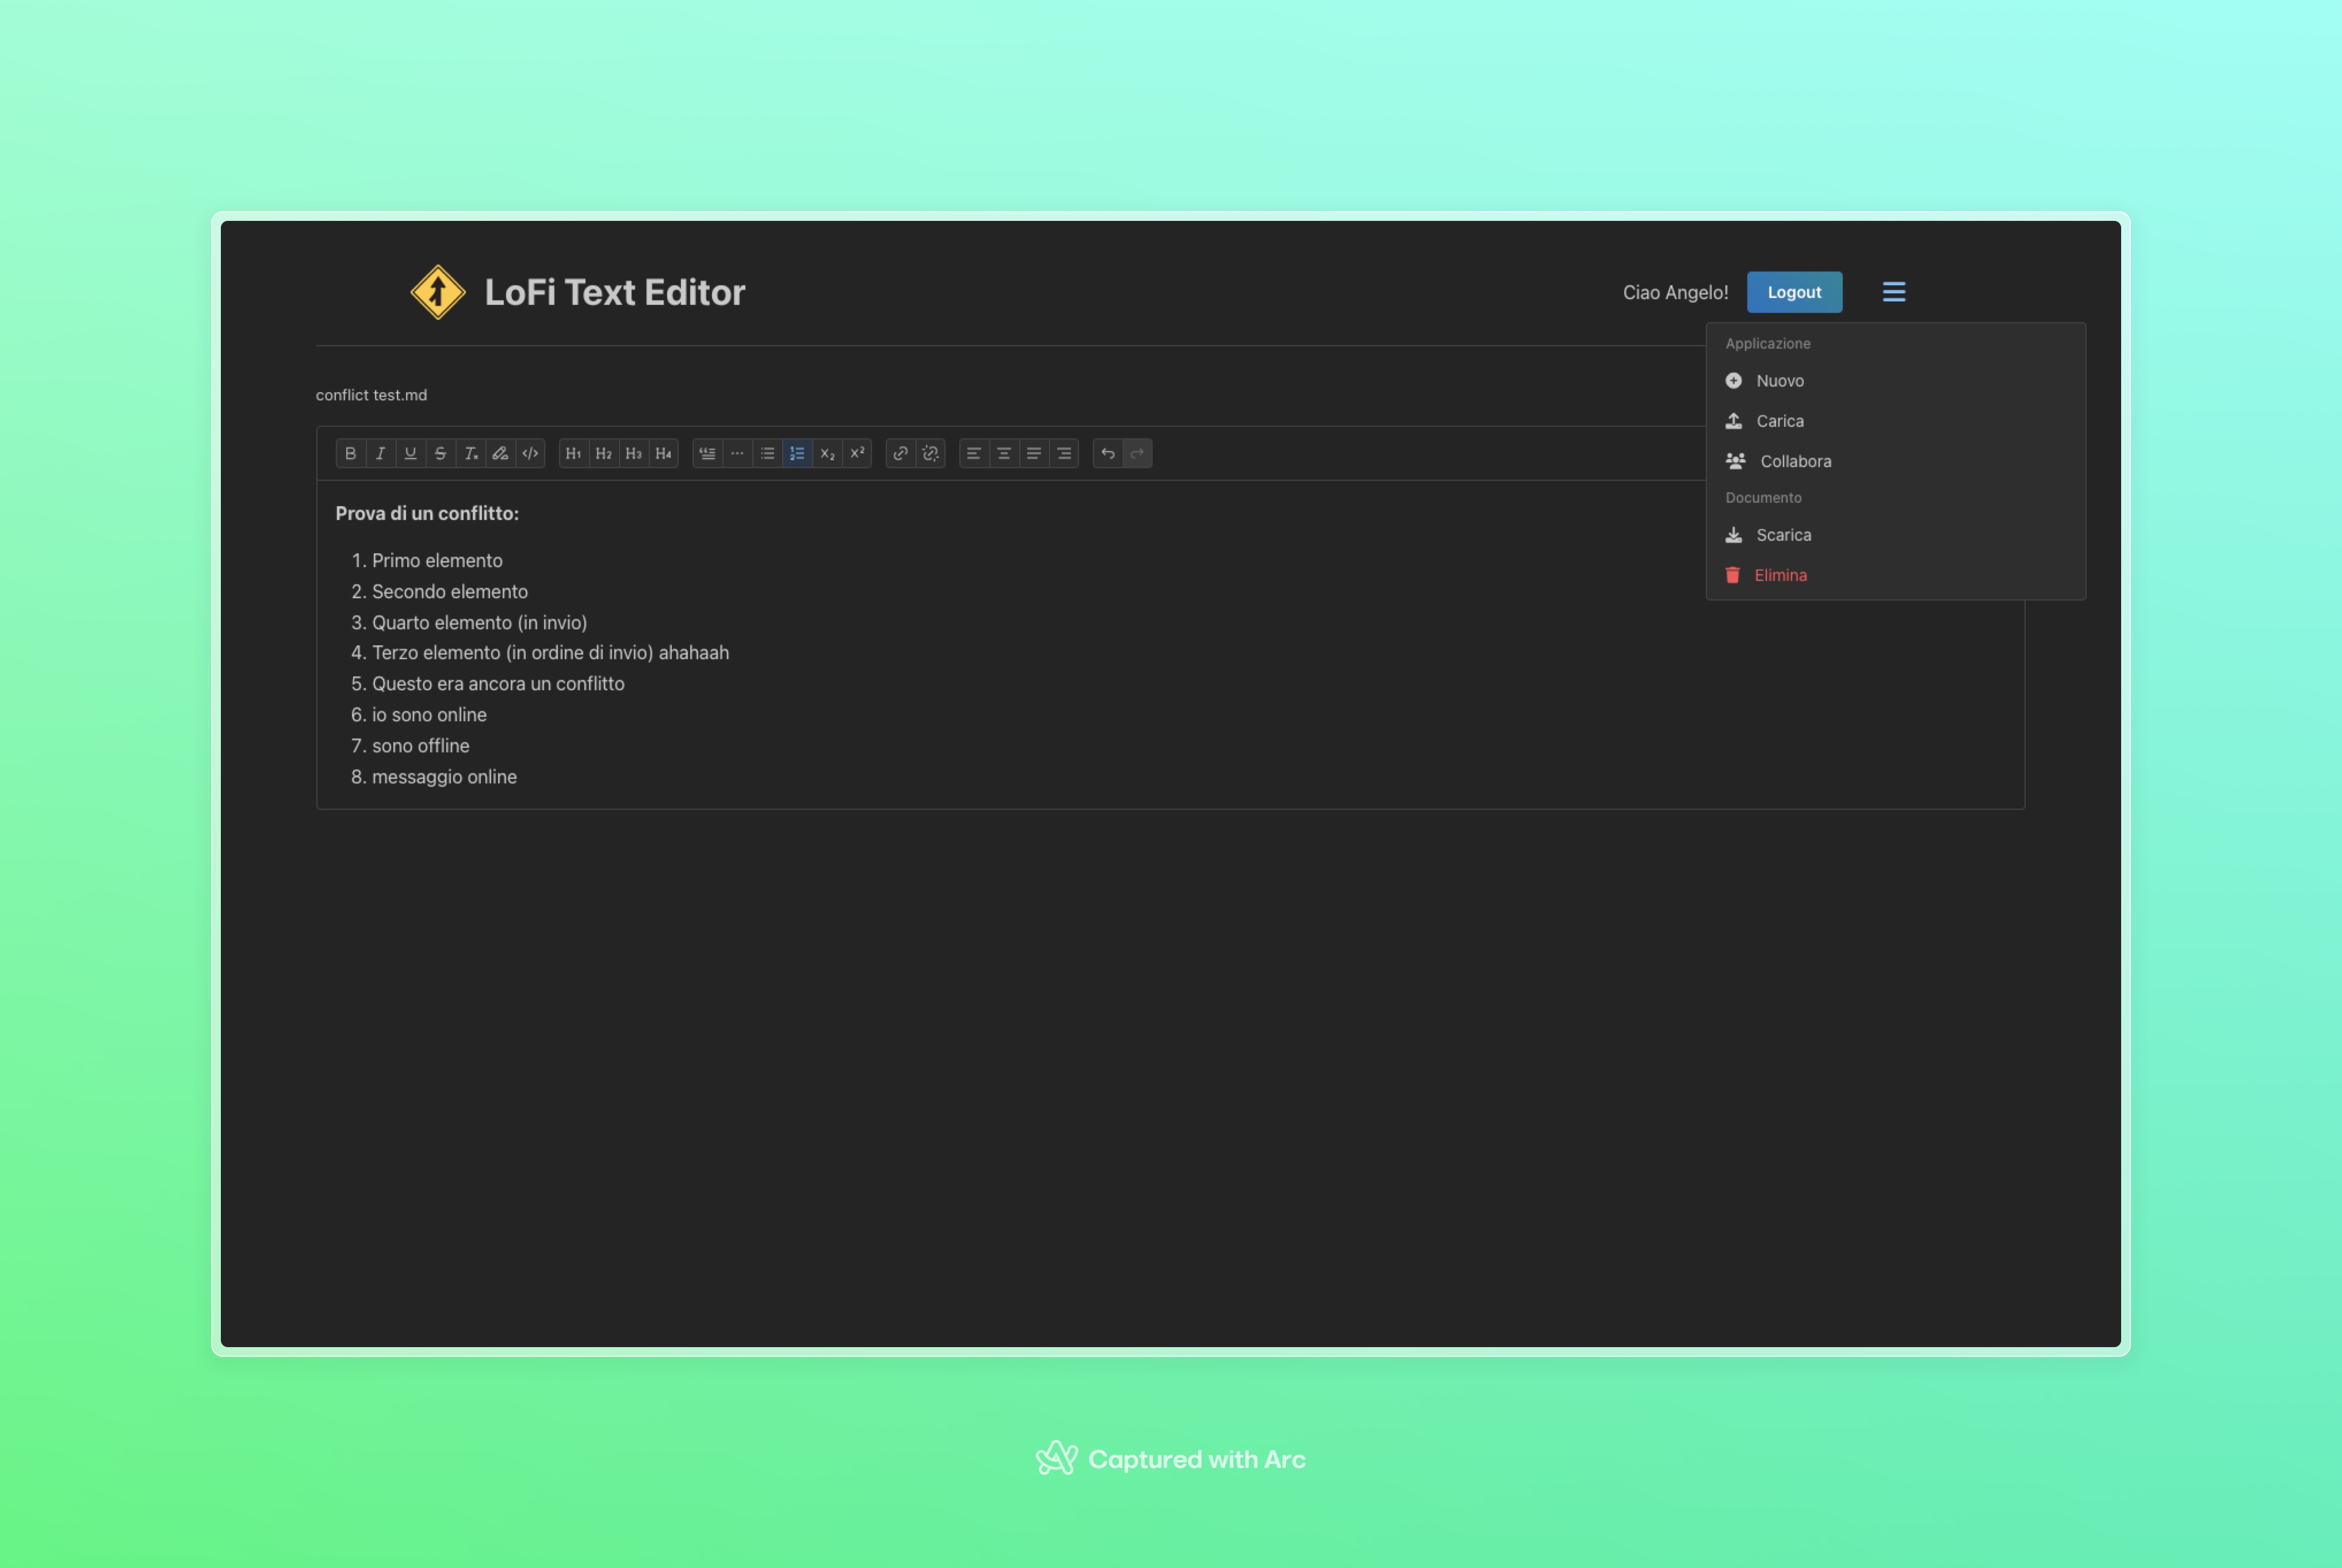 LoFi Text Editor
Ciao Angelo!
Logout
Applicazione
Nuovo
Carica
Collabora
Documento
Scarica
Elimina
conflict test.md
B I U S Tx </> H1 H2 H3 H4 x2 x2
Prova di un conflitto:
1. Primo elemento
2. Secondo elemento
3. Quarto elemento (in invio)
4. Terzo elemento (in ordine di invio) ahahaah
5. Questo era ancora un conflitto
6. io sono online
7. sono offline
8. messaggio online
Captured with Arc